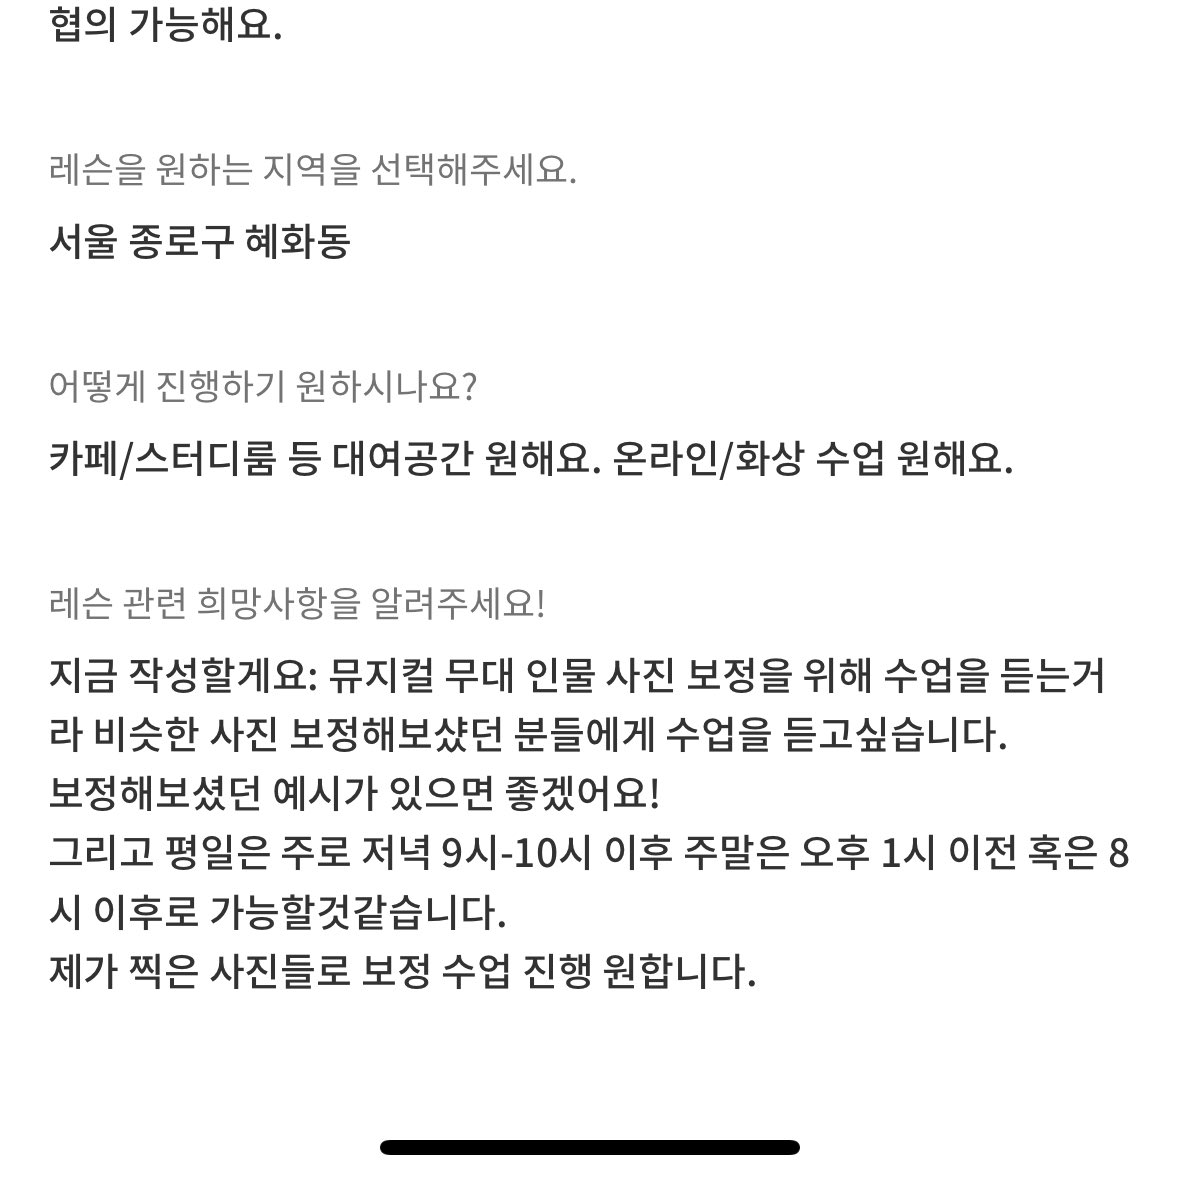 협의 가능해요.
레슨을 원하는 지역을 선택해주세요.
서울 종로구 혜화동
어떻게 진행하기 원하시나요?
카페/스터디룸 등 대여공간 원해요. 온라인/화상 수업 원해요.
레슨 관련 희망사항을 알려주세요!
지금 작성할게요: 뮤지컬 무대 인물 사진 보정을 위해 수업을 듣는거
라 비슷한 사진 보정해보샸던 분들에게 수업을 듣고싶습니다.
보정해보셨던 예시가 있으면 좋겠어요!
그리고 평일은 주로 저녁 9시-10시 이후 주말은 오후 1시 이전 혹은 8
시 이후로 가능할것같습니다.
제가 찍은 사진들로 보정 수업 진행 원합니다.